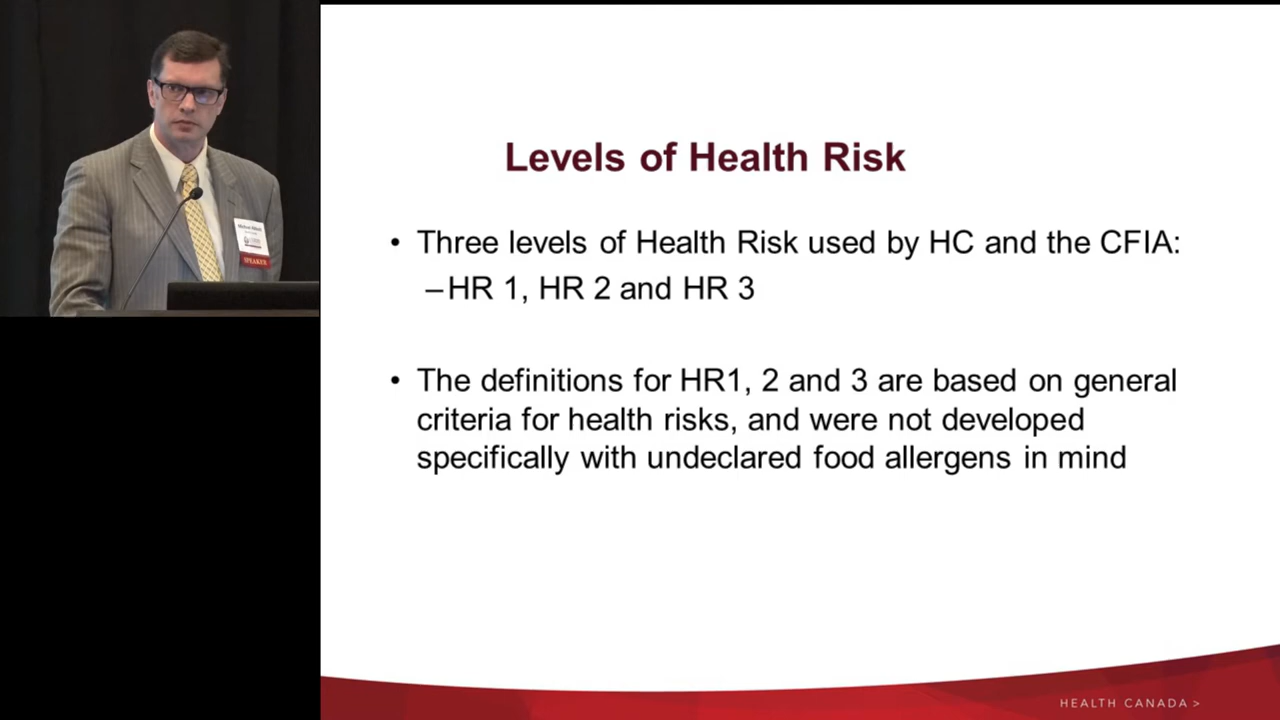 Levels of Health Risk
• Three levels of Health Risk used by HC and the CFIA:
–HR 1, HR 2 and HR 3
• The definitions for HR1, 2 and 3 are based on general
criteria for health risks, and were not developed
specifically with undeclared food allergens in mind
HEALTH CANADA >
SPEAKER